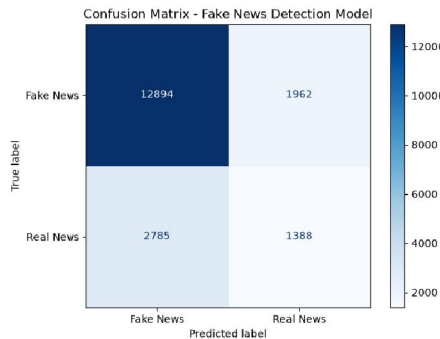 Confusion Matrix - Fake News Detection Model
Fake News
12894
1962
Real News
2785
1388
Fake News
Real News
True label
Predicted label
12000
10000
8000
6000
4000
2000